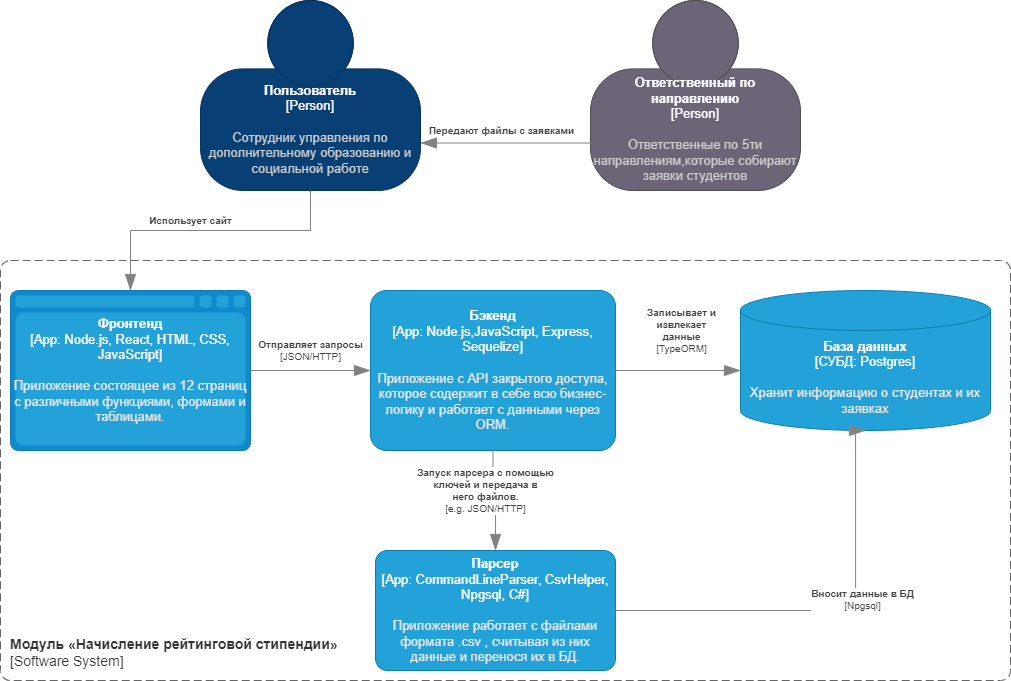 Пользователь
[Person]
Сотрудник управления по
дополнительному образованию и
социальной работе
Ответственный по
направлению
[Person]
Ответственные по 5ти
направлениям,которые собирают
заявки студентов
Передают файлы с заявками
Использует сайт
Фронтенд
[App: Node.js, React, HTML, CSS,
JavaScript]
Приложение состоящее из 12 страниц
с различными функциями, формами и
таблицами.
Отправляет запросы
[JSON/HTTP]
Бэкенд
[App: Node.js,JavaScript, Express,
Sequelize]
Приложение с API закрытого доступа,
которое содержит в себе всю бизнес-
логику и работает с данными через
ORM.
Записывает и
извлекает
данные
[TypeORM]
База данных
[СУБД: Postgres]
Хранит информацию о студентах и их
заявках
Запуск парсера с помощью
ключей и передача в
него файлов.
[e.g. JSON/HTTP]
Парсер
[App: CommandLineParser, CsvHelper,
Npgsql, C#]
Приложение работает с файлами
формата .csv , считывая из них
данные и перенося их в БД.
Вносит данные в БД
[Npgsql]
Модуль «Начисление рейтинговой стипендии»
[Software System]